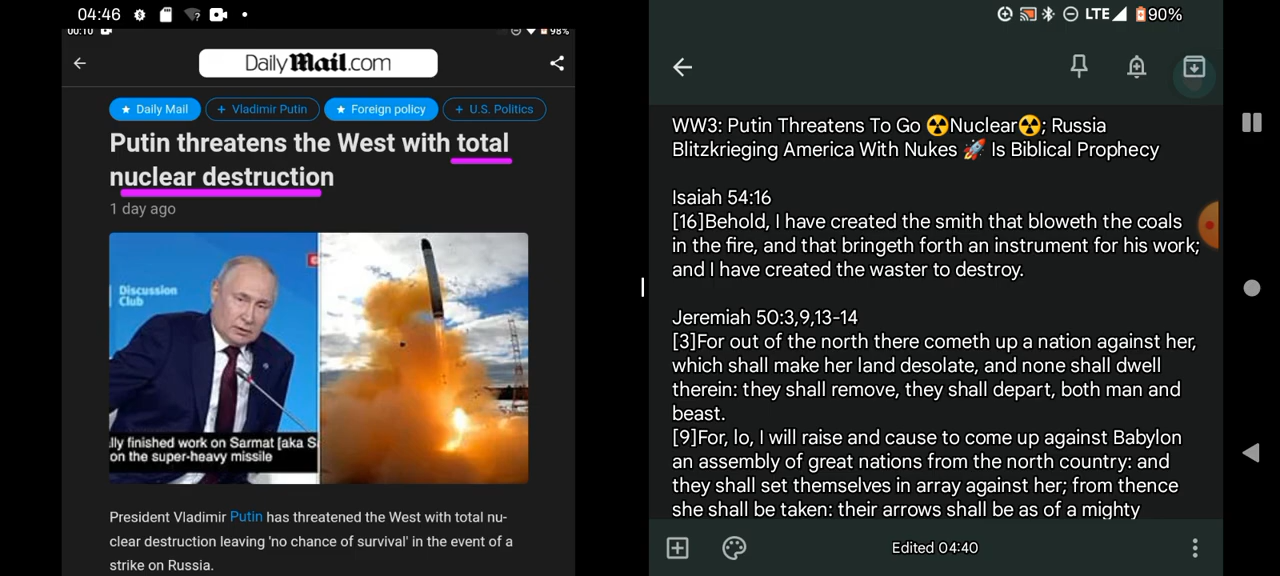 04:46
00:10
98%
DailyMail.com
Daily Mail
Vladimir Putin
Foreign policy
U.S. Politics
Putin threatens the West with total
nuclear destruction
1 day ago
Discussion
Club
lly finished work on Sarmat [aka S
on the super-heavy missile
President Vladimir Putin has threatened the West with total nu-
clear destruction leaving 'no chance of survival' in the event of a
strike on Russia.
LTE 90%
WW3: Putin Threatens To Go ☢Nuclear☢; Russia
Blitzkrieging America With Nukes 🚀 Is Biblical Prophecy
Isaiah 54:16
[16]Behold, I have created the smith that bloweth the coals
in the fire, and that bringeth forth an instrument for his work;
and I have created the waster to destroy.
Jeremiah 50:3,9,13-14
[3]For out of the north there cometh up a nation against her,
which shall make her land desolate, and none shall dwell
therein: they shall remove, they shall depart, both man and
beast.
[9]For, lo, I will raise and cause to come up against Babylon
an assembly of great nations from the north country: and
they shall set themselves in array against her; from thence
she shall be taken: their arrows shall be as of a mighty
Edited 04:40